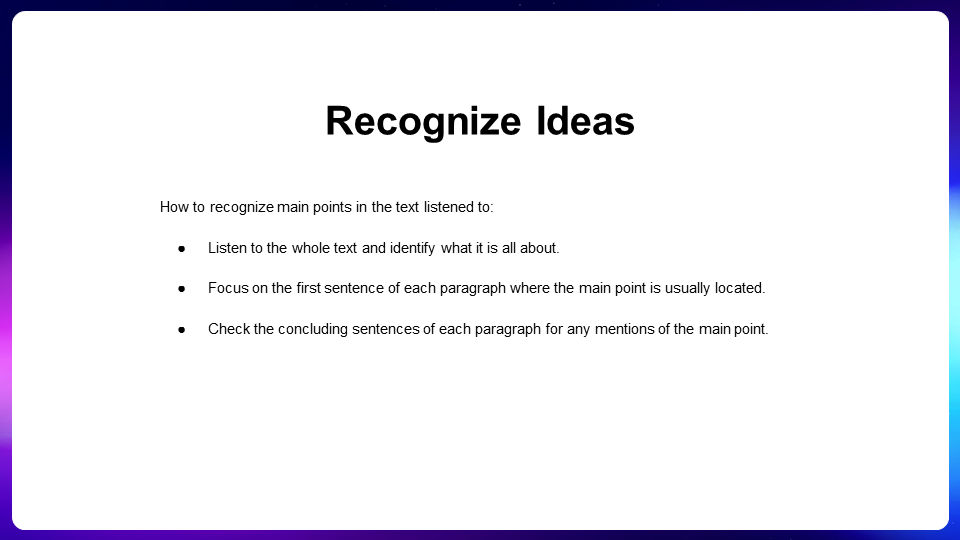 Recognize Ideas
How to recognize main points in the text listened to:
● Listen to the whole text and identify what it is all about.
● Focus on the first sentence of each paragraph where the main point is usually located.
● Check the concluding sentences of each paragraph for any mentions of the main point.